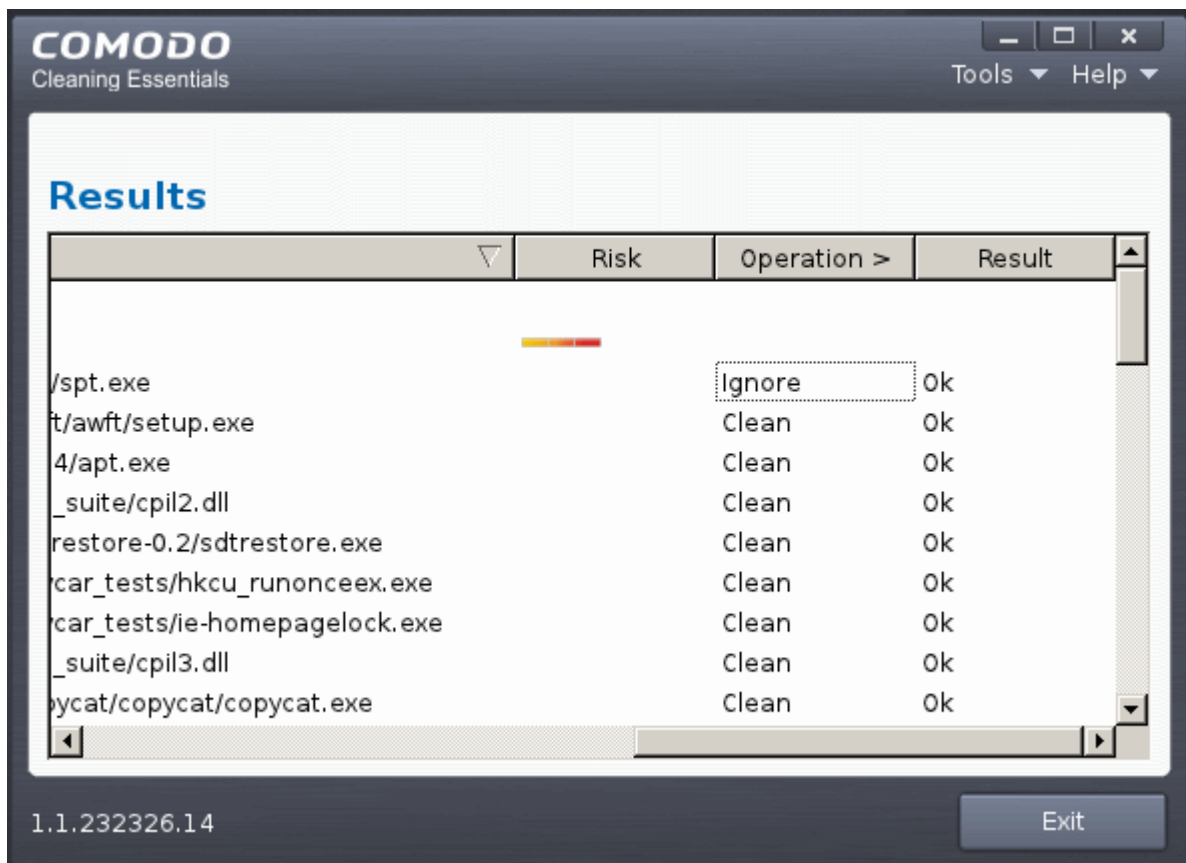 COMODO
Cleaning Essentials
Tools Help
Results
Risk Operation > Result
/spt.exe Ignore Ok
t/awft/setup.exe Clean Ok
4/apt.exe Clean Ok
_suite/cpil2.dll Clean Ok
restore-0.2/sdtrestore.exe Clean Ok
car_tests/hkcu_runonceex.exe Clean Ok
car_tests/ie-homepagelock.exe Clean Ok
_suite/cpil3.dll Clean Ok
ycat/copycat/copycat.exe Clean Ok
1.1.232326.14
Exit